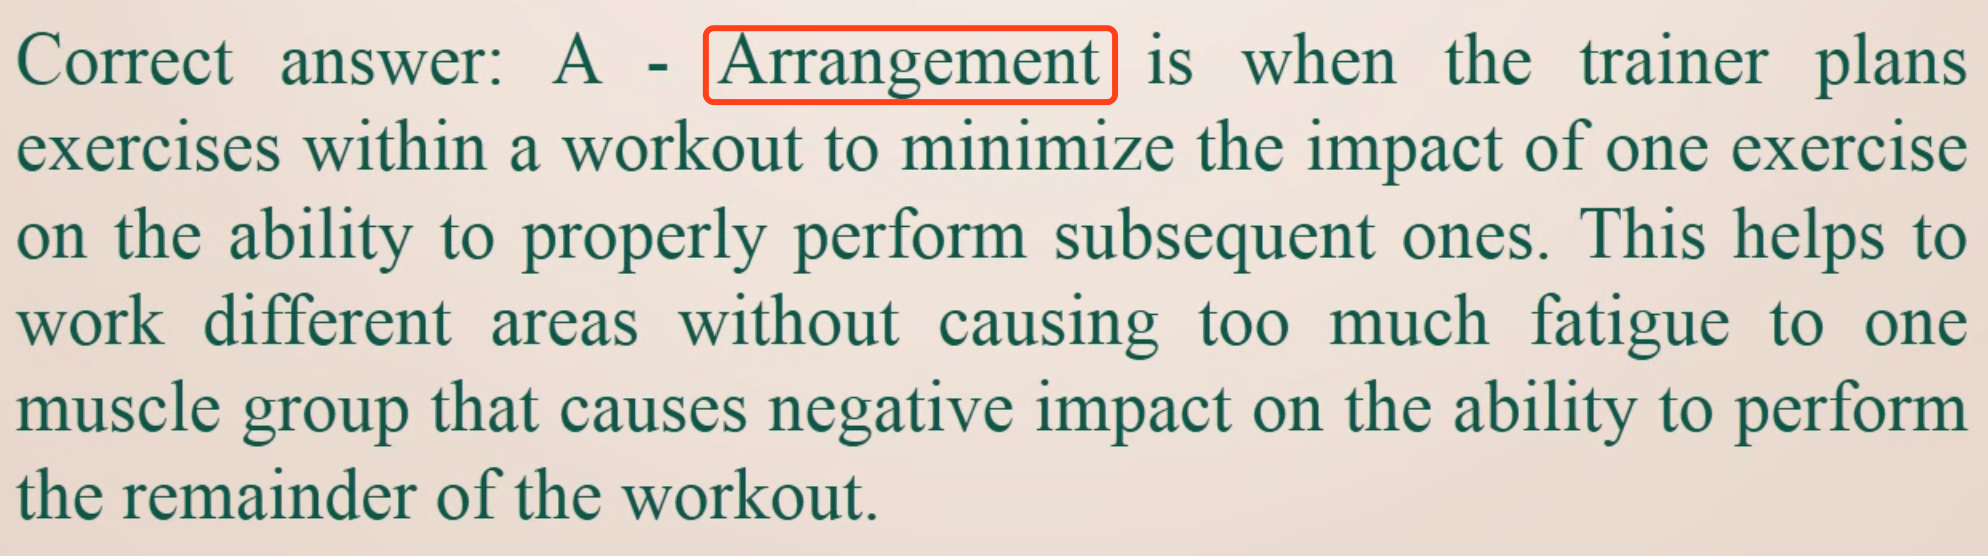 Correct answer: A - Arrangement is when the trainer plans
exercises within a workout to minimize the impact of one exercise
on the ability to properly perform subsequent ones. This helps to
work different areas without causing too much fatigue to one
muscle group that causes negative impact on the ability to perform
the remainder of the workout.